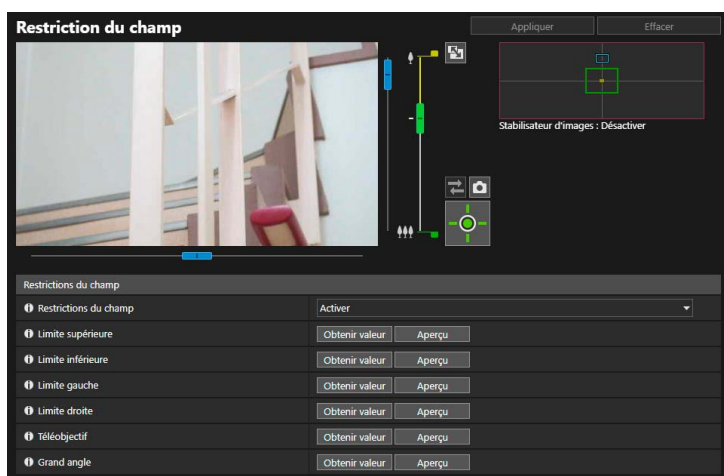 Restriction du champ
Appliquer
Effacer
Stabilisateur d'images : Désactiver
Restrictions du champ
Restrictions du champ
Activer
Limite supérieure
Obtenir valeur Aperçu
Limite inférieure
Obtenir valeur Aperçu
Limite gauche
Obtenir valeur Aperçu
Limite droite
Obtenir valeur Aperçu
Téléobjectif
Obtenir valeur Aperçu
Grand angle
Obtenir valeur Aperçu